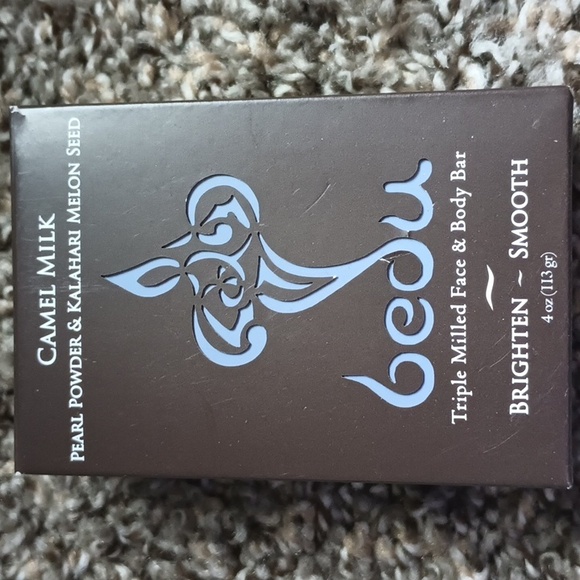 CAMEL MILK
PEARL POWDER & KALAHARI MELON SEED
bedu
Triple Milled Face & Body Bar
~
BRIGHTEN ~ SMOOTH
4 oz (113 gr)